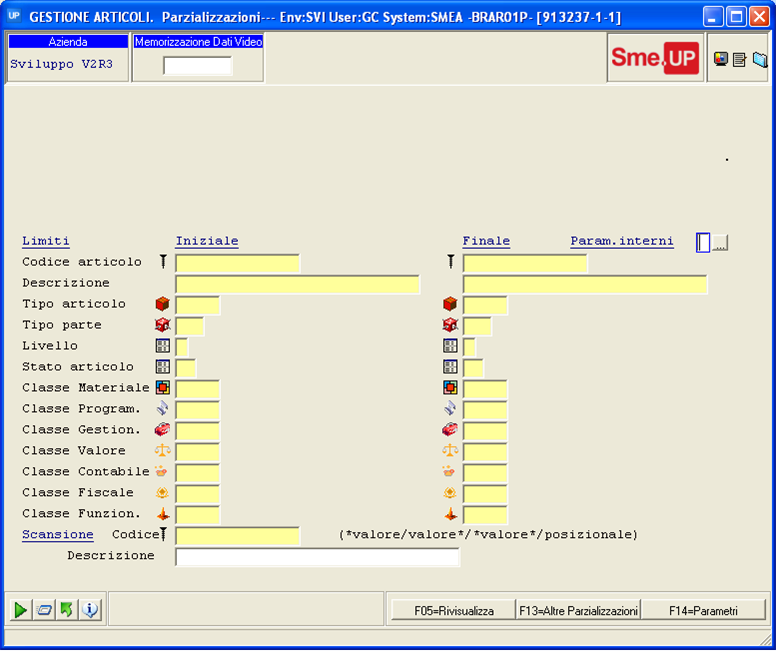 UP GESTIONE ARTICOLI. Parzializzazioni--- Env:SVI User:GC System:SMEA -BRAR01P- [913237-1-1]
Azienda
Memorizzazione Dati Video
Sviluppo V2R3
Sme.UP
Limiti Iniziale Finale Param.interni ...
Codice articolo
Descrizione
Tipo articolo
Tipo parte
Livello
Stato articolo
Classe Materiale
Classe Program.
Classe Gestion.
Classe Valore
Classe Contabile
Classe Fiscale
Classe Funzion.
Scansione Codice (*valore/valore*/*valore*/posizionale)
Descrizione
F05=Rivisualizza F13=Altre Parzializzazioni F14=Parametri